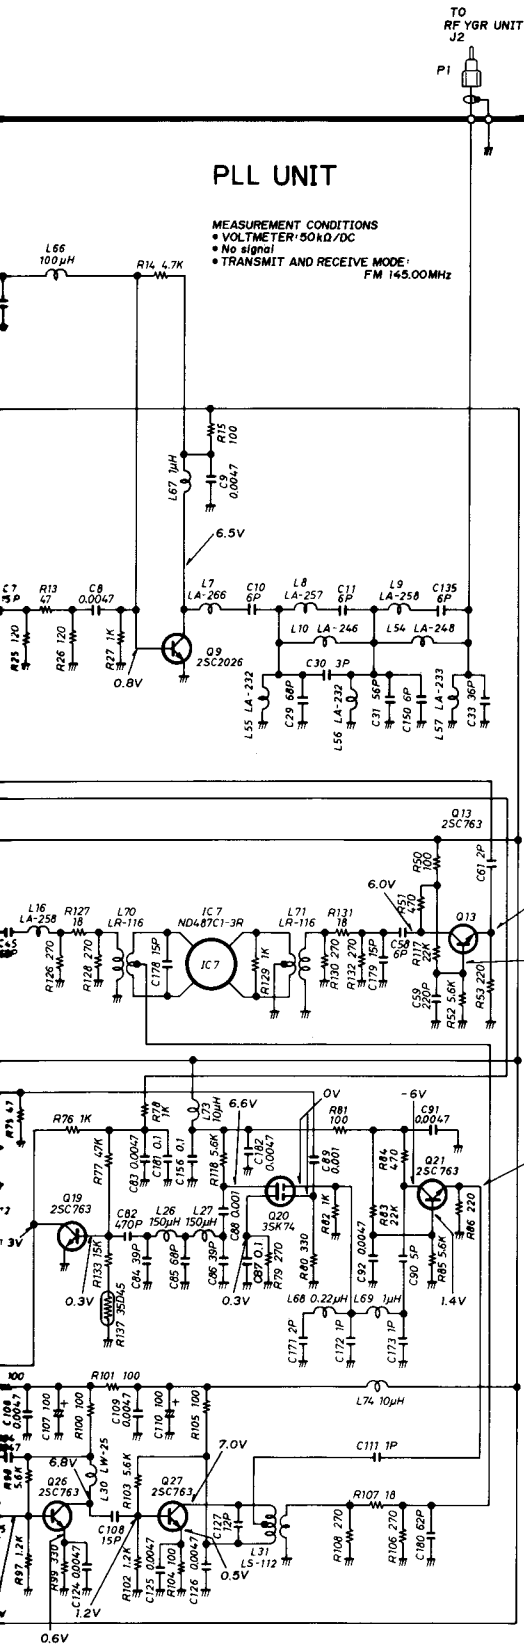 TO
RF YGR UNIT
J2
P1
PLL UNIT
MEASUREMENT CONDITIONS
• VOLTMETER: 50kΩ/DC
• No signal
• TRANSMIT AND RECEIVE MODE:
FM 145.00MHz
L66
100μH
R14 4.7K
R15
100
L67 1μH
C9
0.0047
6.5V
C7
15P
R13
47
C8
0.0047
R25 120
R26 120
R27 1K
0.8V
Q9
2SC2026
L7
LA-266
C10
6P
L8
LA-257
C11
6P
L9
LA-258
C135
6P
L10 LA-246
L54 LA-248
L55 LA-232
C29 68P
C30 3P
L56 LA-232
C31 56P
C150 6P
L57 LA-233
C33 36P
Q13
2SC763
R50
100
C61 2P
6.0V
R51
470
Q13
C45
L16
LA-258
R127
18
R126 270
R128 270
L70
LR-116
C178 15P
IC7
ND487C1-3R
IC7
R129 1K
L71
LR-116
R131
18
R130 270
R132 270
C179 15P
C58
6P
R117
22K
C59
220P
R52 5.6K
R53 220
R75 47
R76 1K
R77 47K
R78
1K
C83 0.0047
C181 0.1
C156 0.1
L73
10μH
R118 5.6K
6.6V
C182
0.0047
0V
C89
0.001
R81
100
-6V
C91
0.0047
R84
470
Q21
2SC763
Q19
2SC763
C82
470P
L26
150μH
L27
150μH
C88 0.001
Q20
3SK74
R82 1K
R83
22K
R86 220
3V
0.3V
R133 15K
R137 35D45
C84 39P
C85 68P
C86 39P
0.3V
C87 0.1
R79 270
R80 330
C92 0.0047
C90 5P
R85 5.6K
1.4V
L68 0.22μH
L69 1μH
C171 2P
C172 1P
C173 1P
100
0.0047
C107 100
R100 100
R101 100
C109
0.0047
C110 100
R105 100
L74 10μH
C111 1P
5.6K
6.8V
L30 LW-25
R103 5.6K
7.0V
Q26
2SC763
Q27
2SC763
C108
15P
R97 1.2K
R99 330
C124 0.0047
1.2V
R102 1.2K
C125 0.0047
R104 100
C126 0.0047
0.5V
C127
12P
L31
LS-112
R107 18
R108 270
R106 270
C180 62P
0.6V